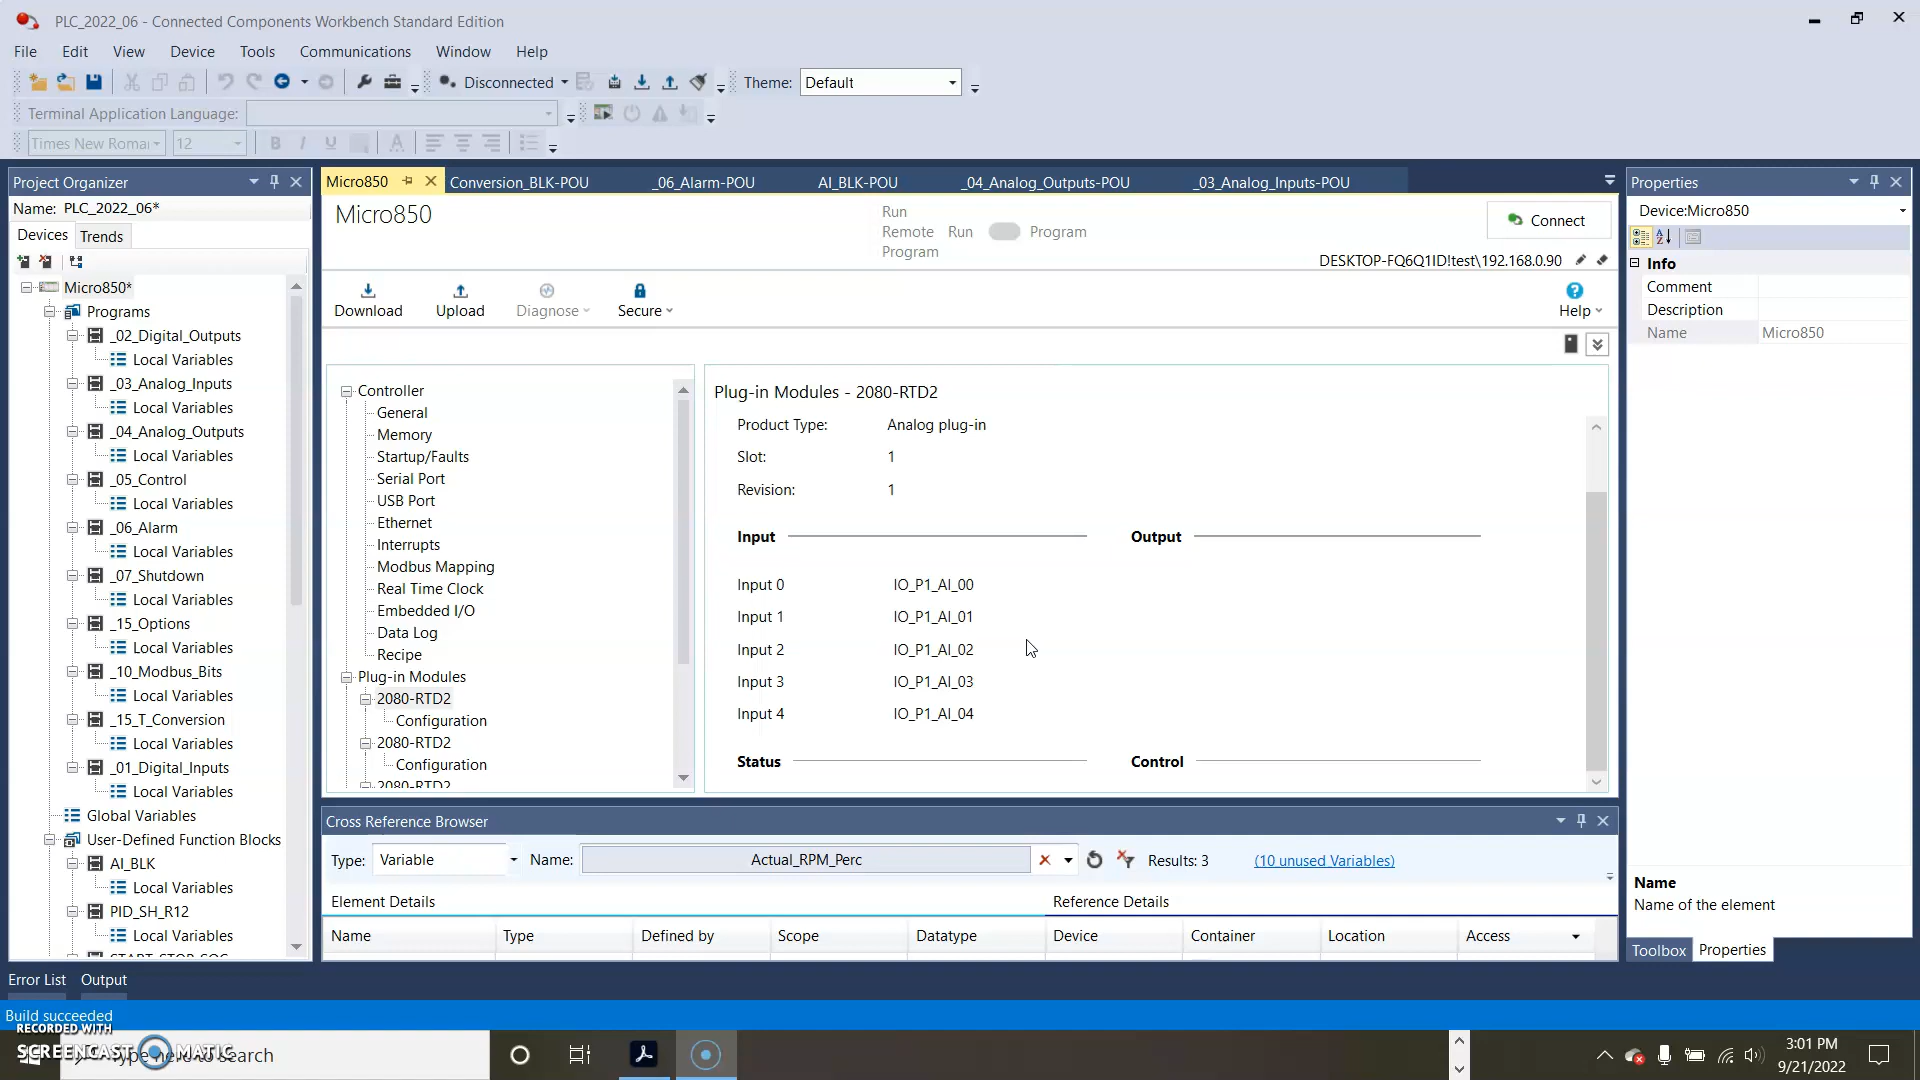 PLC_2022_06 - Connected Components Workbench Standard Edition
File Edit View Device Tools Communications Window Help
Disconnected Theme: Default
Terminal Application Language:
Times New Roma 12
Project Organizer
Name: PLC_2022_06*
Devices Trends
Micro850*
Programs
_02_Digital_Outputs
Local Variables
_03_Analog_Inputs
Local Variables
_04_Analog_Outputs
Local Variables
_05_Control
Local Variables
_06_Alarm
Local Variables
_07_Shutdown
Local Variables
_15_Options
Local Variables
_10_Modbus_Bits
Local Variables
_15_T_Conversion
Local Variables
_01_Digital_Inputs
Local Variables
Global Variables
User-Defined Function Blocks
AI_BLK
Local Variables
PID_SH_R12
Local Variables
Micro850 Conversion_BLK-POU _06_Alarm-POU AI_BLK-POU _04_Analog_Outputs-POU _03_Analog_Inputs-POU
Micro850
Run
Remote Run Program
Program
Connect
DESKTOP-FQ6Q1ID!test\192.168.0.90
Download Upload Diagnose Secure Help
Controller
General
Memory
Startup/Faults
Serial Port
USB Port
Ethernet
Interrupts
Modbus Mapping
Real Time Clock
Embedded I/O
Data Log
Recipe
Plug-in Modules
2080-RTD2
Configuration
2080-RTD2
Configuration
2080-RTD2
Plug-in Modules - 2080-RTD2
Product Type: Analog plug-in
Slot: 1
Revision: 1
Input Output
Input 0 IO_P1_AI_00
Input 1 IO_P1_AI_01
Input 2 IO_P1_AI_02
Input 3 IO_P1_AI_03
Input 4 IO_P1_AI_04
Status Control
Cross Reference Browser
Type: Variable Name: Actual_RPM_Perc Results: 3 (10 unused Variables)
Element Details Reference Details
Name Type Defined by Scope Datatype Device Container Location Access
Properties
Device:Micro850
Info
Comment
Description
Name Micro850
Name
Name of the element
Toolbox Properties
Error List Output
Build succeeded
RECORDED WITH
SCREENCAST MATIC
Type here to search
3:01 PM
9/21/2022